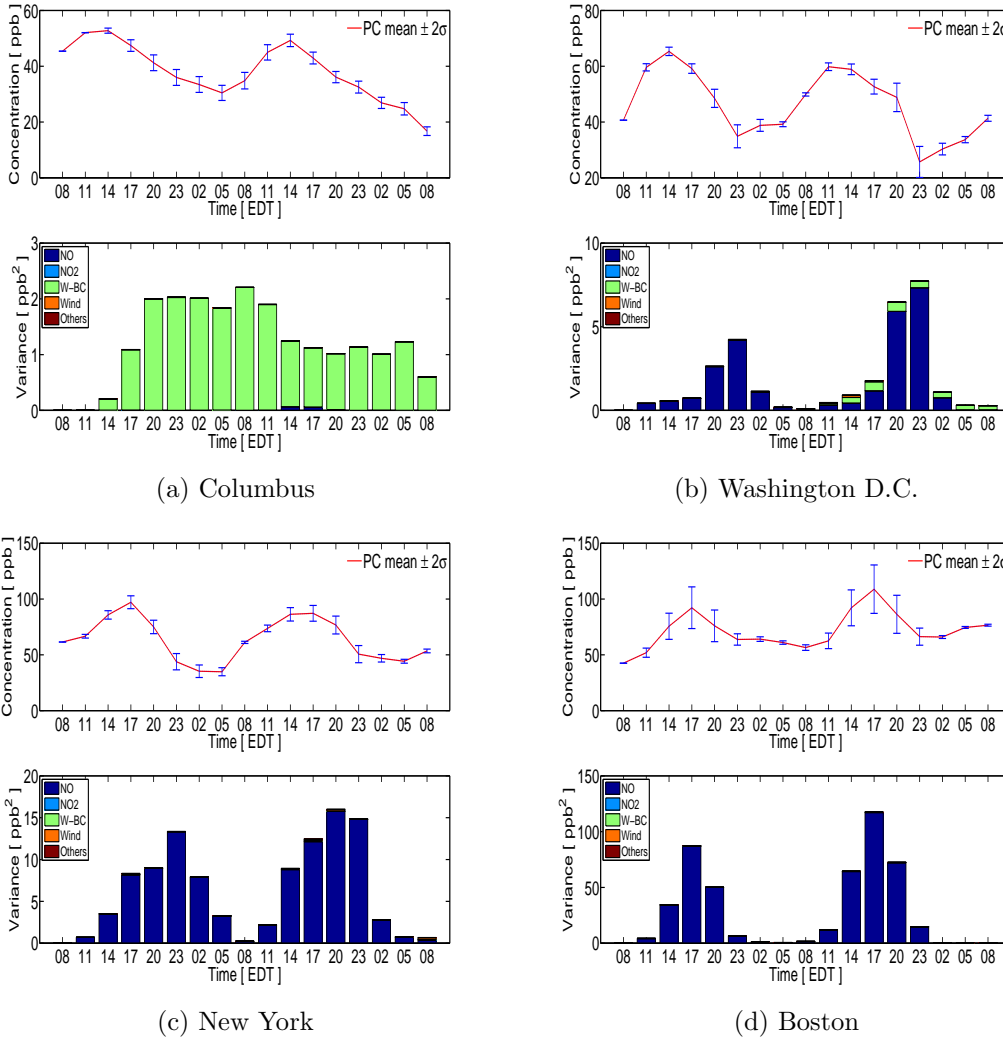 60
40
20
0
Concentration [ ppb]
PC mean ± 2σ
08 11 14 17 20 23 02 05 08 11 14 17 20 23 02 05 08
Time [ EDT]
3
2
1
0
Variance [ ppb²]
NO
NO2
W-BC
Wind
Others
08 11 14 17 20 23 02 05 08 11 14 17 20 23 02 05 08
Time [ EDT]
(a) Columbus
80
60
40
20
Concentration [ ppb]
PC mean ± 2σ
08 11 14 17 20 23 02 05 08 11 14 17 20 23 02 05 08
Time [ EDT]
10
5
0
Variance [ ppb²]
NO
NO2
W-BC
Wind
Others
08 11 14 17 20 23 02 05 08 11 14 17 20 23 02 05 08
Time [ EDT]
(b) Washington D.C.
150
100
50
0
Concentration [ ppb]
PC mean ± 2σ
08 11 14 17 20 23 02 05 08 11 14 17 20 23 02 05 08
Time [ EDT]
20
15
10
5
0
Variance [ ppb²]
NO
NO2
W-BC
Wind
Others
08 11 14 17 20 23 02 05 08 11 14 17 20 23 02 05 08
Time [ EDT]
(c) New York
150
100
50
0
Concentration [ ppb]
PC mean ± 2σ
08 11 14 17 20 23 02 05 08 11 14 17 20 23 02 05 08
Time [ EDT]
150
100
50
0
Variance [ ppb²]
NO
NO2
W-BC
Wind
Others
08 11 14 17 20 23 02 05 08 11 14 17 20 23 02 05 08
Time [ EDT]
(d) Boston